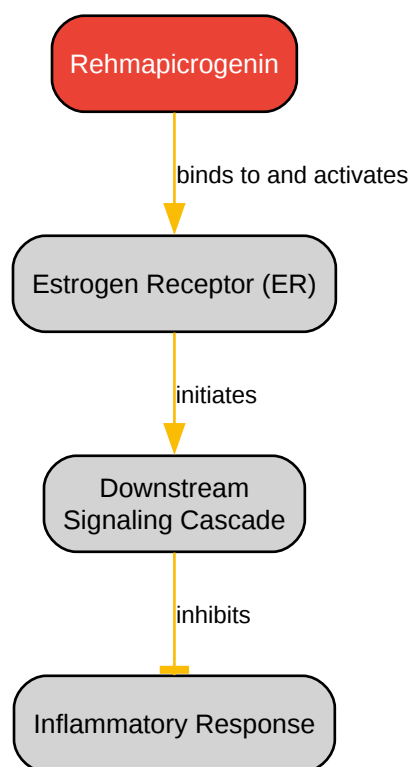 Rehmapicrogenin
binds to and activates
Estrogen Receptor (ER)
initiates
Downstream
Signaling Cascade
inhibits
Inflammatory Response